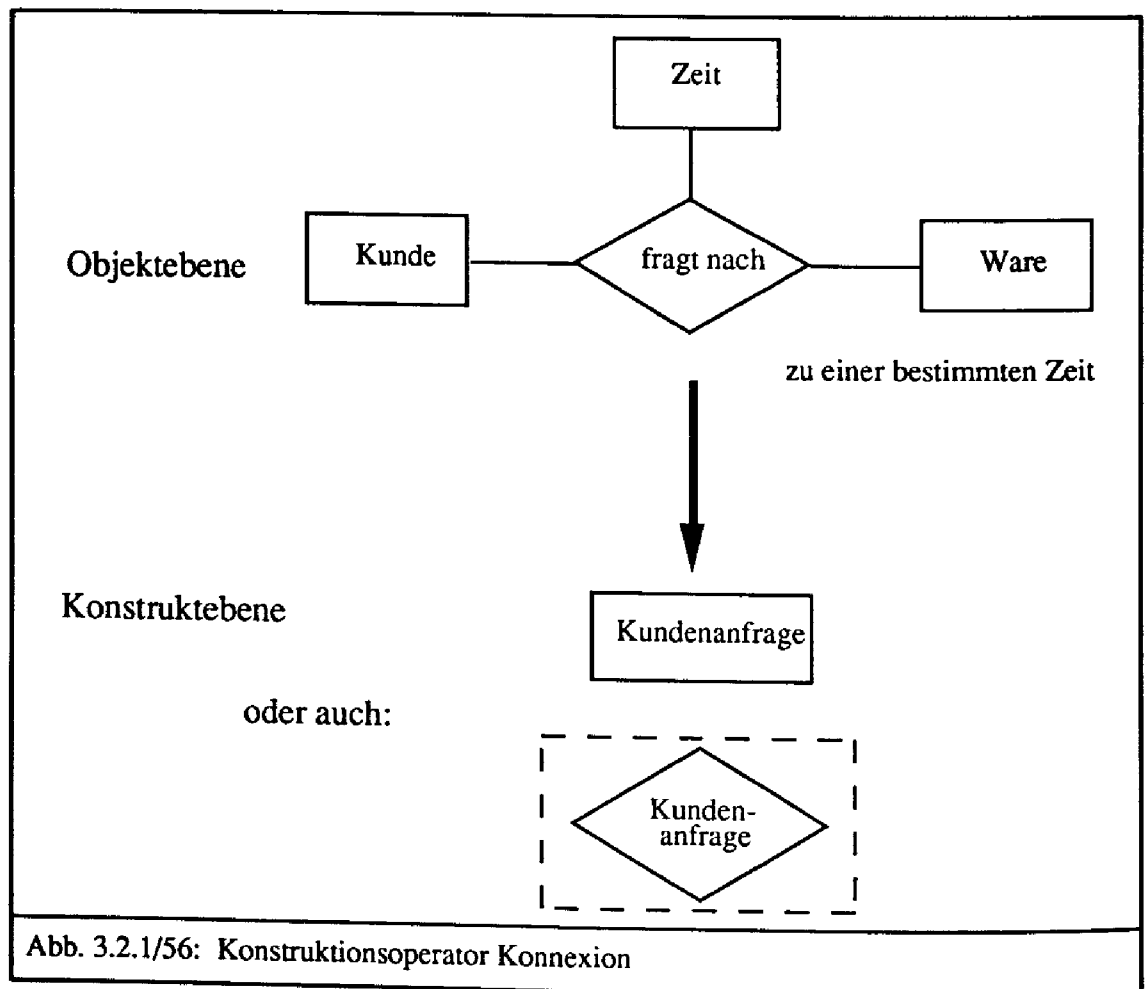 Zeit
Objektebene
Kunde
fragt nach
Ware
zu einer bestimmten Zeit
Konstruktebene
Kundenanfrage
oder auch:
Kunden-
anfrage
Abb. 3.2.1/56: Konstruktionsoperator Konnexion